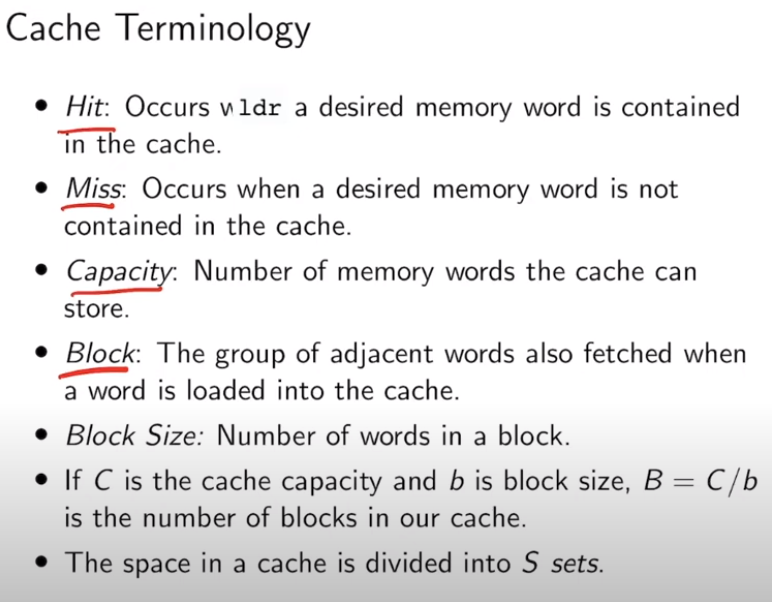 Cache Terminology
• Hit: Occurs w ldr a desired memory word is contained
in the cache.
• Miss: Occurs when a desired memory word is not
contained in the cache.
• Capacity: Number of memory words the cache can
store.
• Block: The group of adjacent words also fetched when
a word is loaded into the cache.
• Block Size: Number of words in a block.
• If C is the cache capacity and b is block size, B = C/b
is the number of blocks in our cache.
• The space in a cache is divided into S sets.